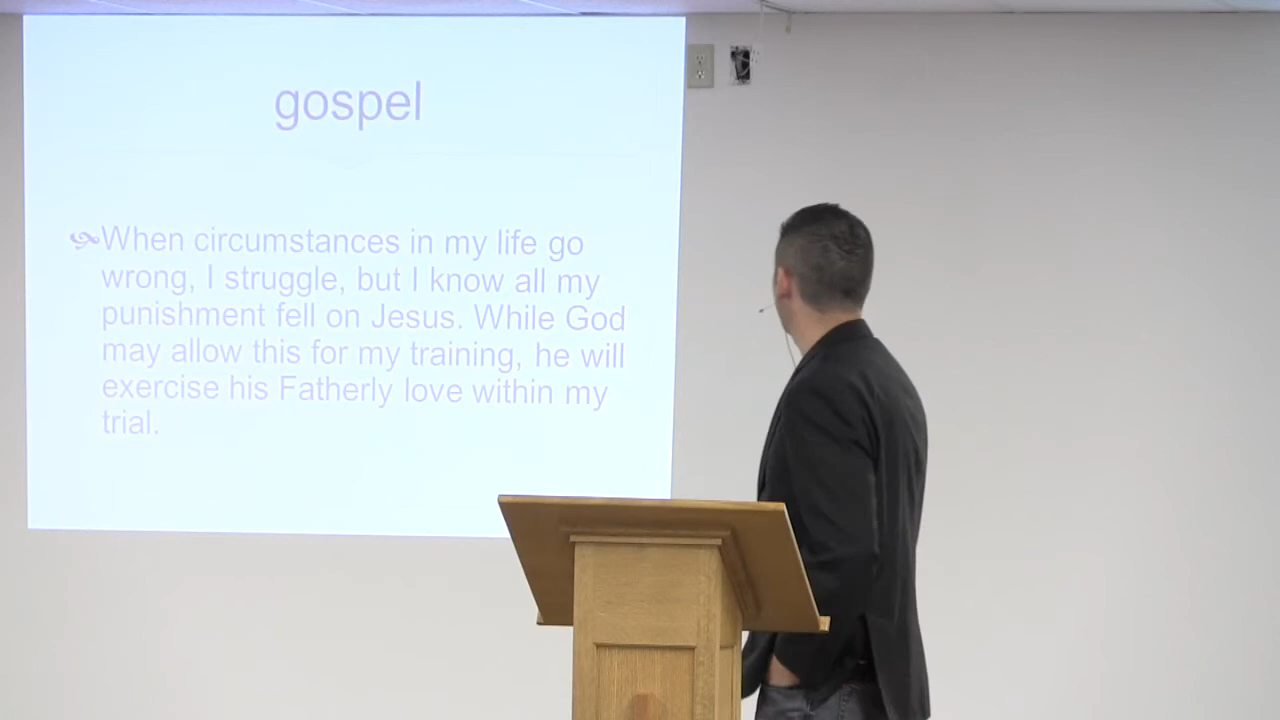 gospel
When circumstances in my life go
wrong, I struggle, but I know all my
punishment fell on Jesus. While God
may allow this for my training, he will
exercise his Fatherly love within my
trial.